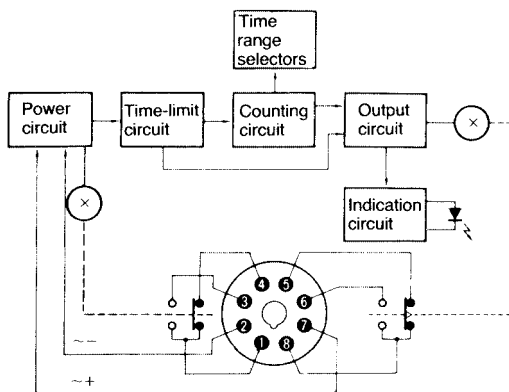 Time
range
selectors
Power
circuit
Time-limit
circuit
Counting
circuit
Output
circuit
×
×
Indication
circuit
4 5
3 6
2 7
1 8
~−
~+